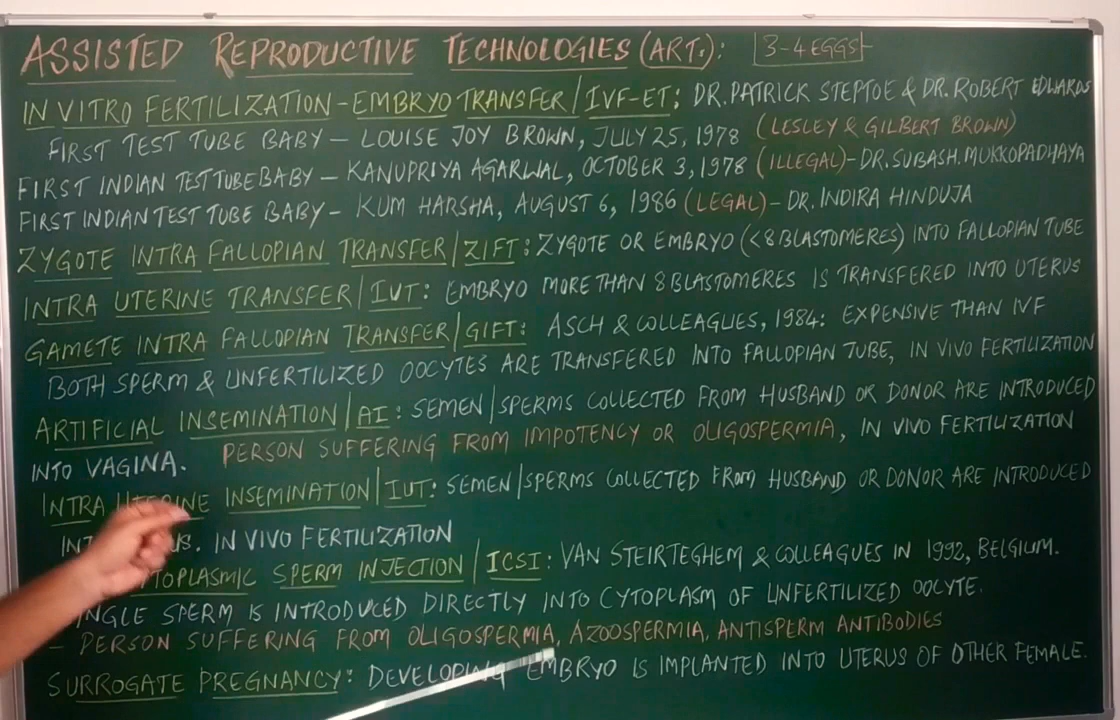 ASSISTED REPRODUCTIVE TECHNOLOGIES (ARTs): 3-4 EGGS
IN VITRO FERTILIZATION-EMBRYO TRANSFER/IVF-ET: DR. PATRICK STEPTOE & DR. ROBERT EDWARDS
FIRST TEST TUBE BABY – LOUISE JOY BROWN, JULY 25, 1978 (LESLEY & GILBERT BROWN)
FIRST INDIAN TEST TUBE BABY – KANUPRIYA AGARWAL, OCTOBER 3, 1978 (ILLEGAL) – DR. SUBASH. MUKKOPADHAYA
FIRST INDIAN TEST TUBE BABY – KUM HARSHA, AUGUST 6, 1986 (LEGAL) – DR. INDIRA HINDUJA
ZYGOTE INTRA FALLOPIAN TRANSFER/ZIFT: ZYGOTE OR EMBRYO (<8 BLASTOMERES) INTO FALLOPIAN TUBE
INTRA UTERINE TRANSFER/IUT: EMBRYO MORE THAN 8 BLASTOMERES IS TRANSFERED INTO UTERUS
GAMETE INTRA FALLOPIAN TRANSFER/GIFT: ASCH & COLLEAGUES, 1984: EXPENSIVE THAN IVF
BOTH SPERM & UNFERTILIZED OOCYTES ARE TRANSFERED INTO FALLOPIAN TUBE, IN VIVO FERTILIZATION
ARTIFICIAL INSEMINATION/AI: SEMEN/SPERMS COLLECTED FROM HUSBAND OR DONOR ARE INTRODUCED
INTO VAGINA. PERSON SUFFERING FROM IMPOTENCY OR OLIGOSPERMIA, IN VIVO FERTILIZATION
INTRA UTERINE INSEMINATION/IUT: SEMEN/SPERMS COLLECTED FROM HUSBAND OR DONOR ARE INTRODUCED
IN VIVO FERTILIZATION
SPERM INJECTION/ICSI: VAN STEIRTEGHEM & COLLEAGUES IN 1992, BELGIUM.
SPERM IS INTRODUCED DIRECTLY INTO CYTOPLASM OF UNFERTILIZED OOCYTE.
– PERSON SUFFERING FROM OLIGOSPERMIA, AZOOSPERMIA, ANTISPERM ANTIBODIES
SURROGATE PREGNANCY: DEVELOPING EMBRYO IS IMPLANTED INTO UTERUS OF OTHER FEMALE.